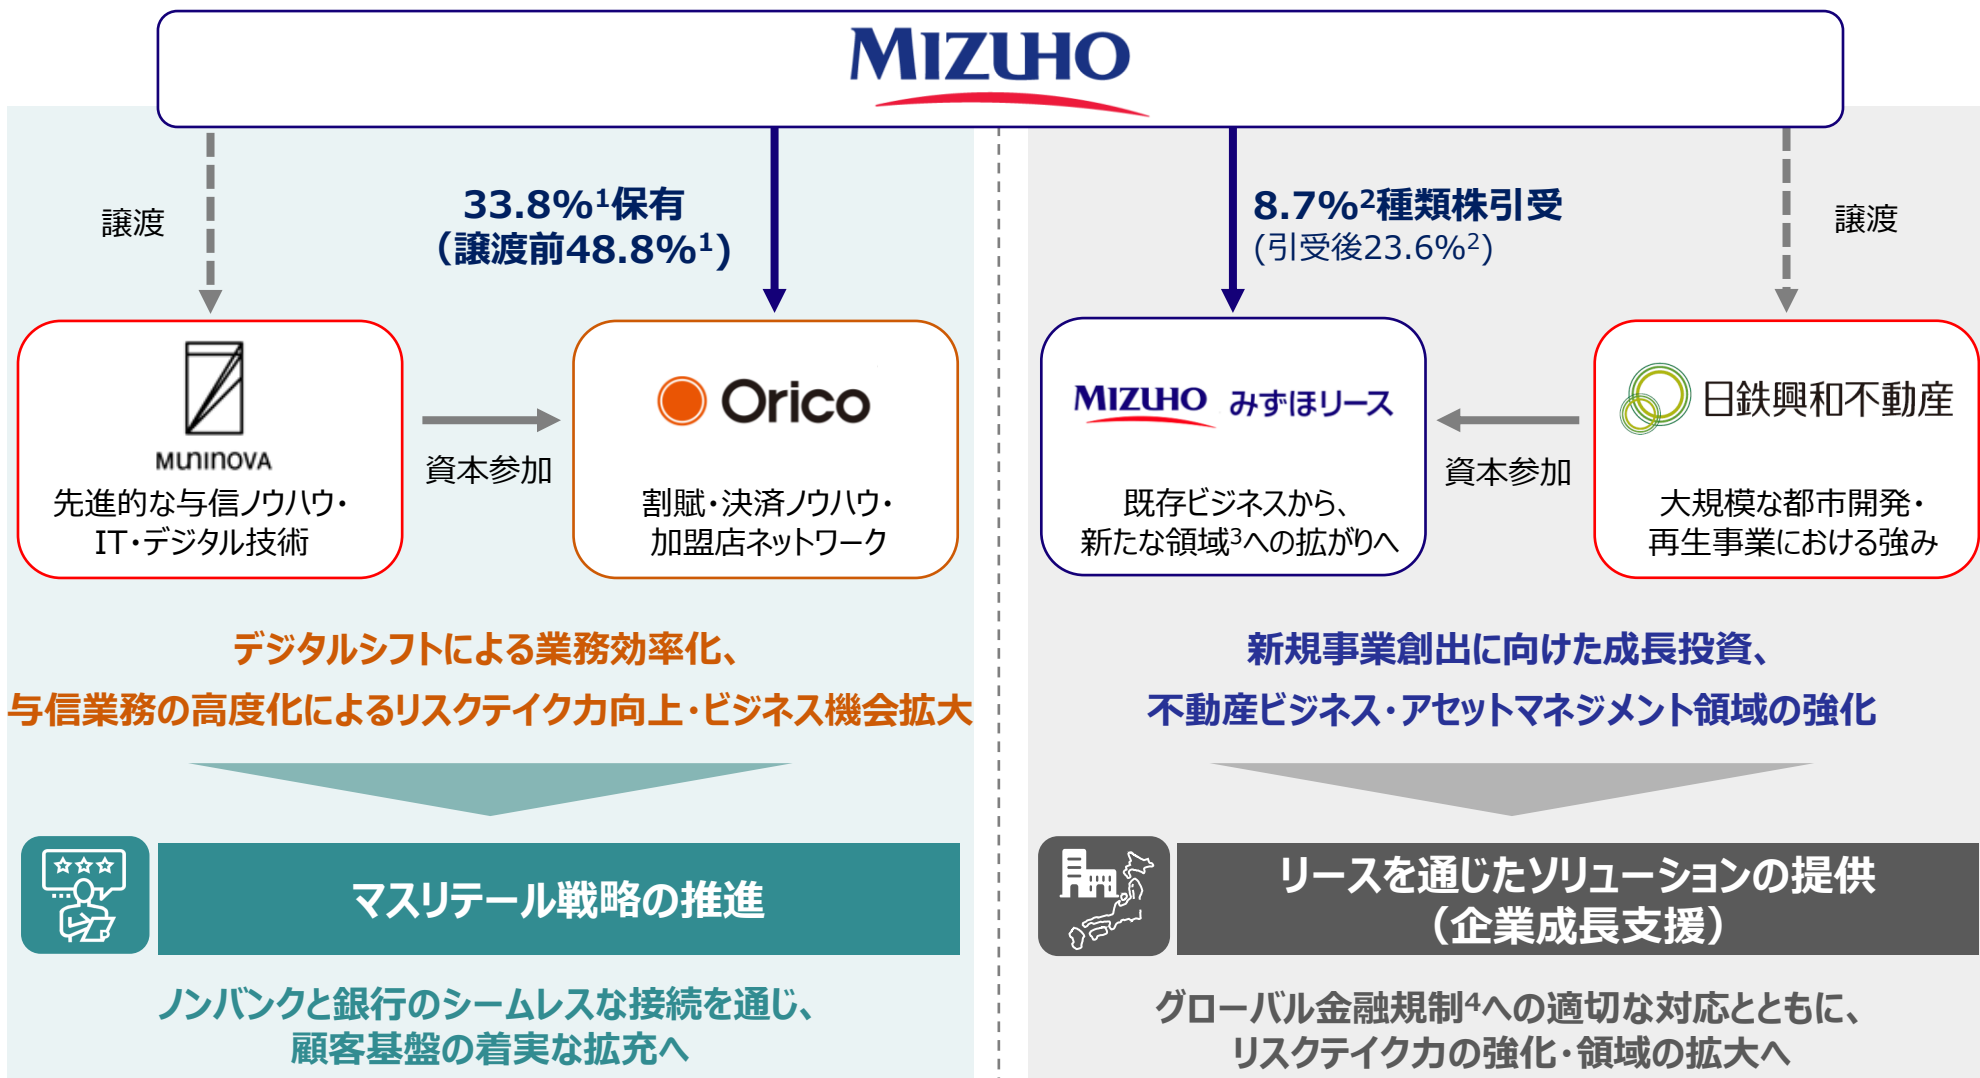 MIZUHO
譲渡
33.8%¹保有
（譲渡前48.8%¹）
8.7%²種類株引受
(引受後23.6%²)
譲渡
MUNINOVA
先進的な与信ノウハウ・
IT・デジタル技術
資本参加
Orico
割賦・決済ノウハウ・
加盟店ネットワーク
MIZUHO みずほリース
既存ビジネスから、
新たな領域³への拡がりへ
資本参加
日鉄興和不動産
大規模な都市開発・
再生事業における強み
デジタルシフトによる業務効率化、
与信業務の高度化によるリスクテイク力向上・ビジネス機会拡大
新規事業創出に向けた成長投資、
不動産ビジネス・アセットマネジメント領域の強化
マスリテール戦略の推進
リースを通じたソリューションの提供
（企業成長支援）
ノンバンクと銀行のシームレスな接続を通じ、
顧客基盤の着実な拡充へ
グローバル金融規制⁴への適切な対応とともに、
リスクテイク力の強化・領域の拡大へ